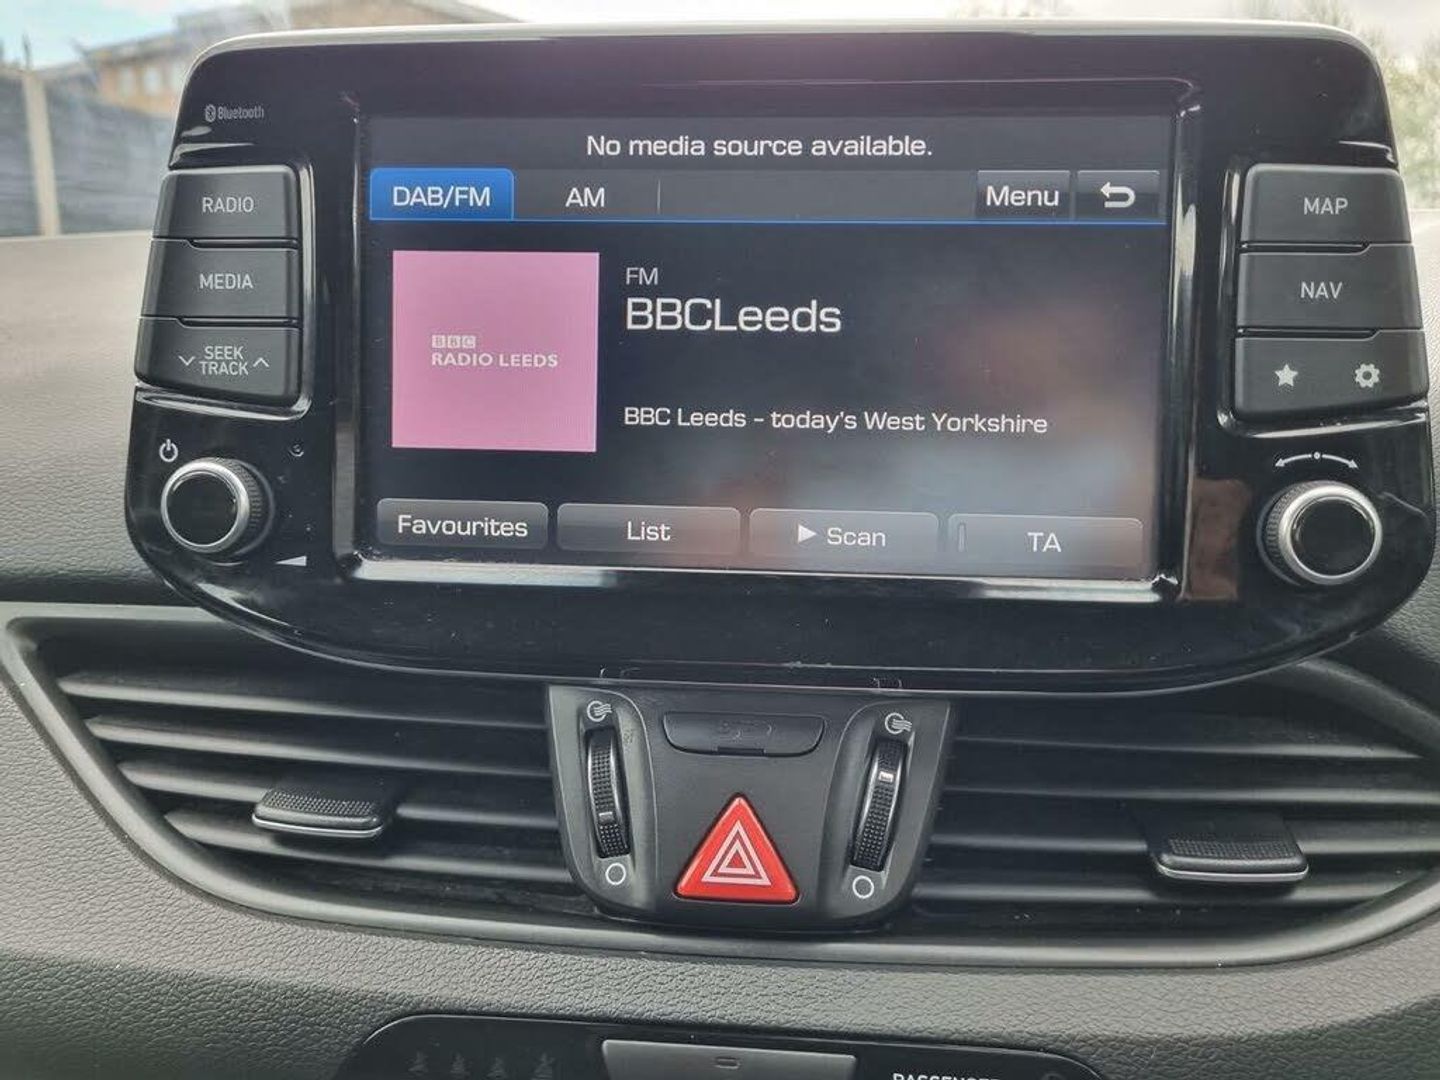 Bluetooth
No media source available.
DAB/FM AM Menu
RADIO
MEDIA
SEEK
TRACK
MAP
NAV
FM
BBCLeeds
BBC
RADIO LEEDS
BBC Leeds - today's West Yorkshire
Favourites List Scan TA
PASSENGER